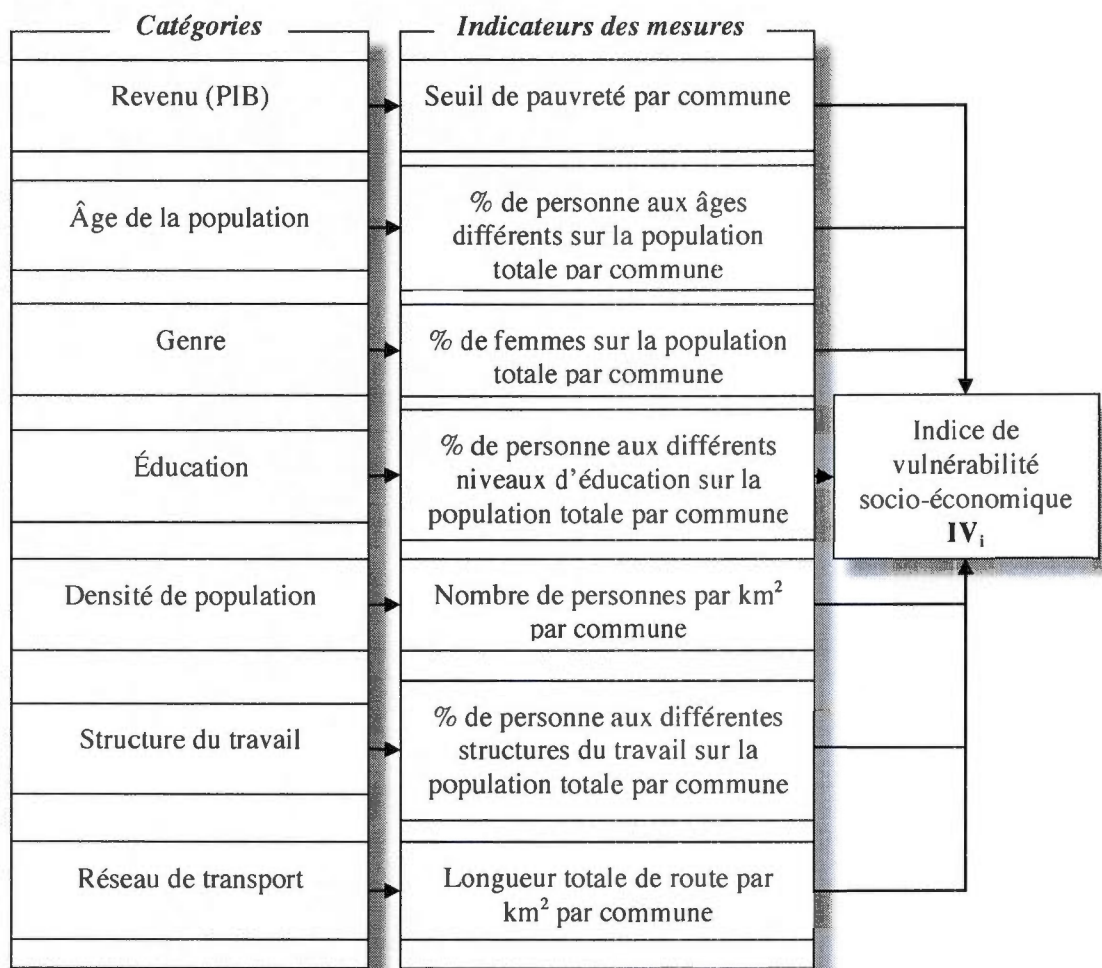 Catégories
Indicateurs des mesures
Revenu (PIB)
Seuil de pauvreté par commune
Âge de la population
% de personne aux âges
différents sur la population
totale par commune
Genre
% de femmes sur la population
totale par commune
Éducation
% de personne aux différents
niveaux d'éducation sur la
population totale par commune
Densité de population
Nombre de personnes par km²
par commune
Structure du travail
% de personne aux différentes
structures du travail sur la
population totale par commune
Réseau de transport
Longueur totale de route par
km² par commune
Indice de
vulnérabilité
socio-économique
IVi